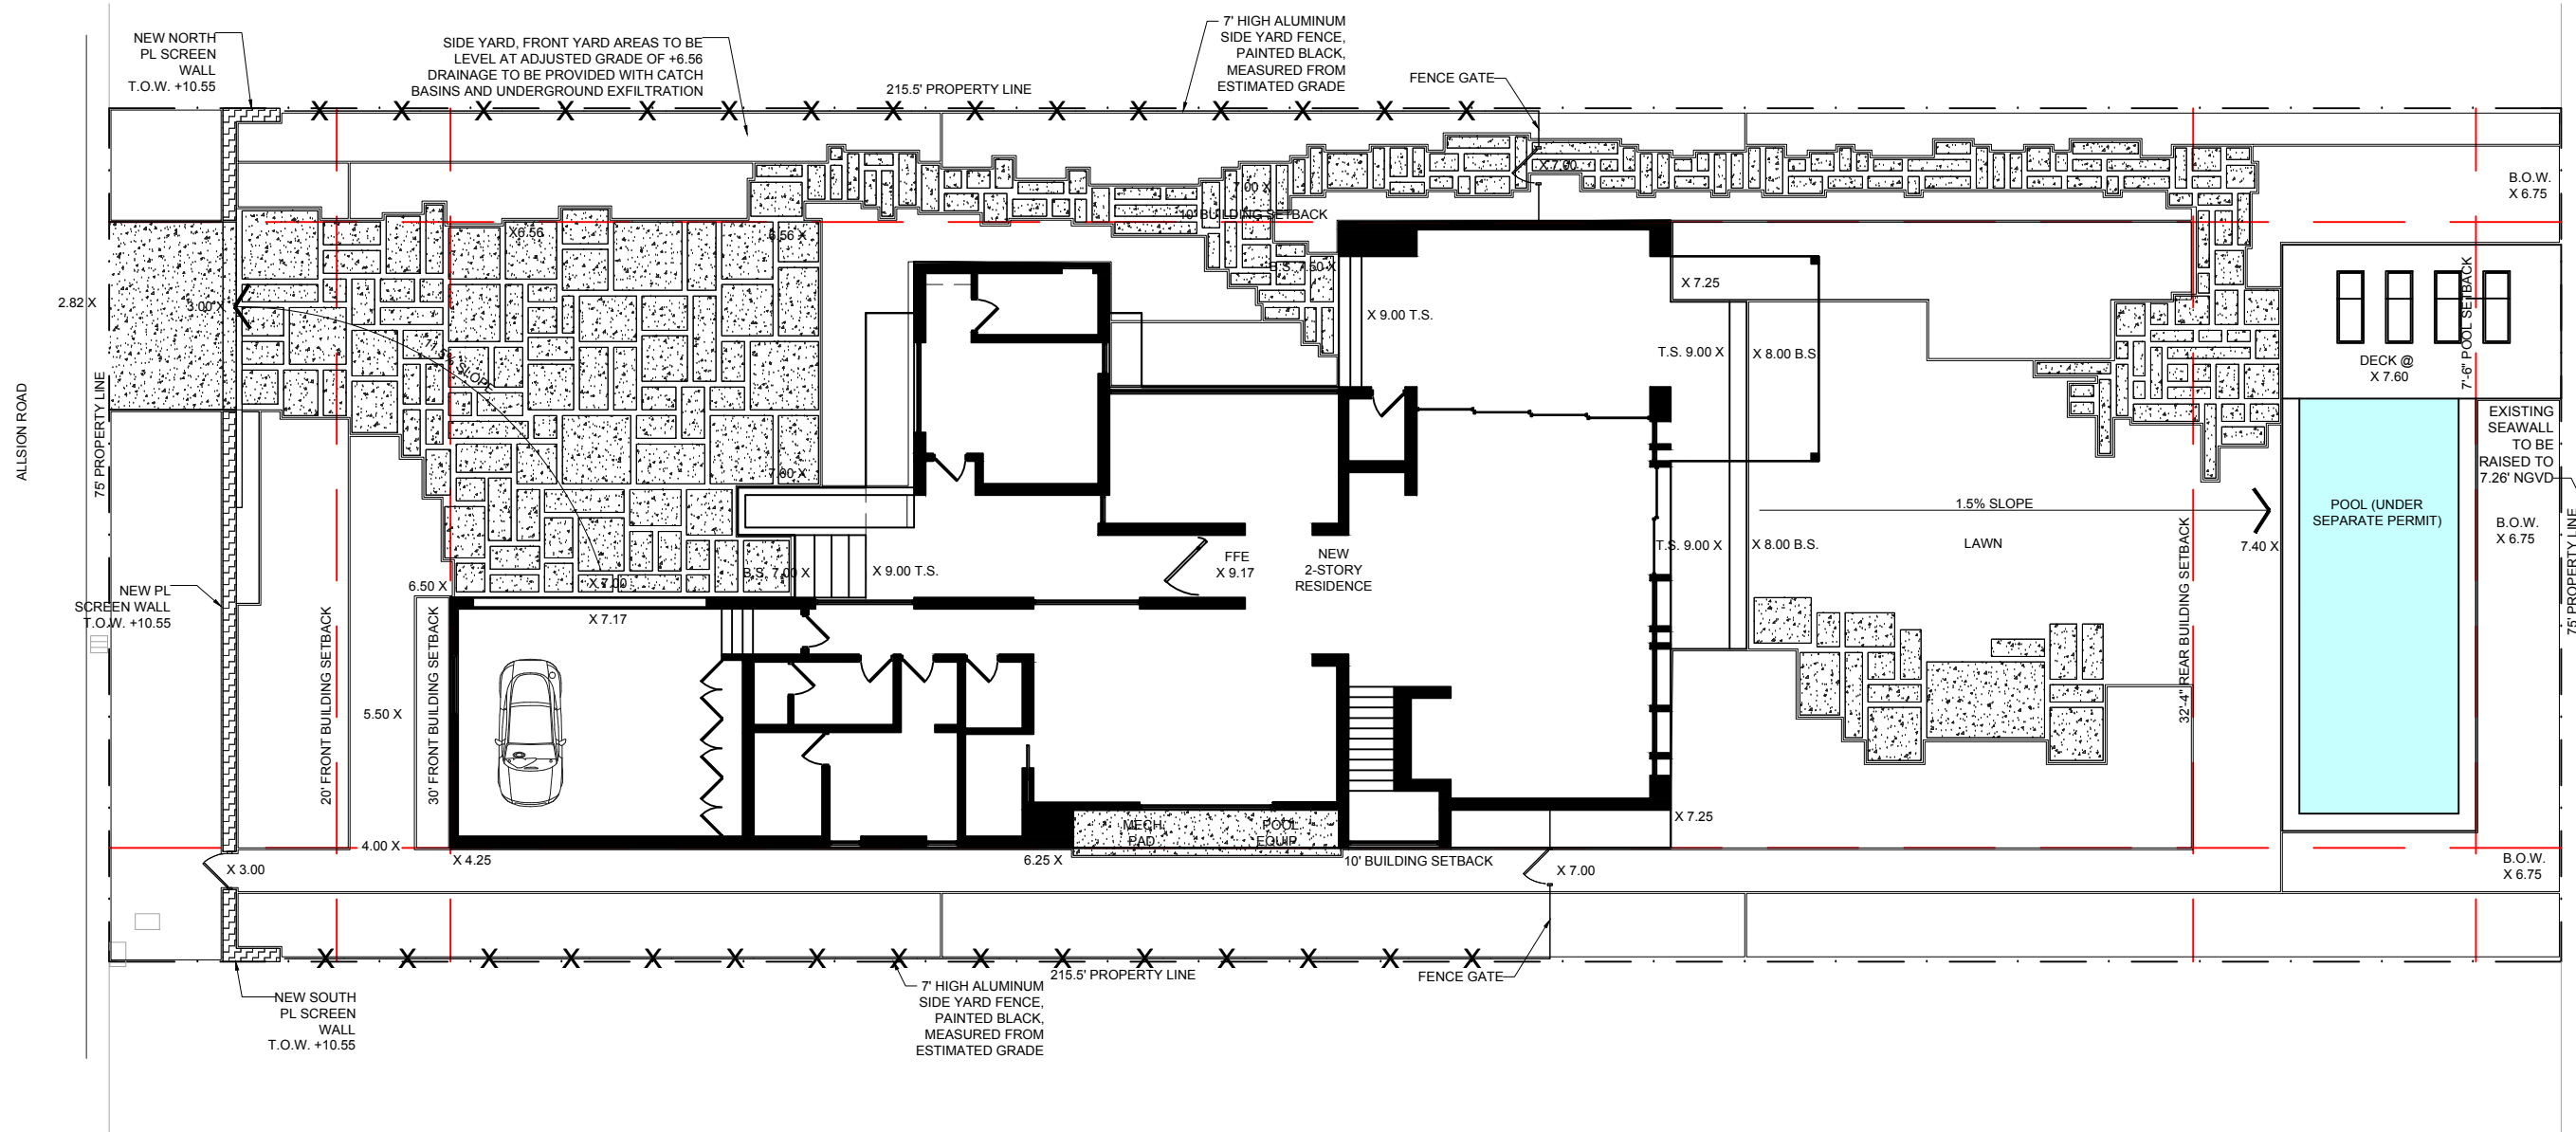 NEW NORTH
PL SCREEN
WALL
T.O.W. +10.55
SIDE YARD, FRONT YARD AREAS TO BE
LEVEL AT ADJUSTED GRADE OF +6.56
DRAINAGE TO BE PROVIDED WITH CATCH
BASINS AND UNDERGROUND EXFILTRATION
215.5' PROPERTY LINE
7' HIGH ALUMINUM
SIDE YARD FENCE,
PAINTED BLACK,
MEASURED FROM
ESTIMATED GRADE
FENCE GATE
X 7.00
7.00 X
10' BUILDING SETBACK
B.O.W.
X 6.75
X6.56
6.56 X
B.S. 7.50 X
X 7.25
2.82 X
3.00 X
X 9.00 T.S.
T.S. 9.00 X
X 8.00 B.S
DECK @
X 7.60
7'-6" POOL SETBACK
ALLSION ROAD
75' PROPERTY LINE
SLOPE
7.00 X
EXISTING
SEAWALL
TO BE
RAISED TO
7.26' NGVD
1.5% SLOPE
LAWN
7.40 X
POOL (UNDER
SEPARATE PERMIT)
B.O.W.
X 6.75
75' PROPERTY LINE
T.S. 9.00 X
X 8.00 B.S.
FFE
X 9.17
NEW
2-STORY
RESIDENCE
B.S. 7.00 X
X 9.00 T.S.
X 7.00
6.50 X
NEW PL
SCREEN WALL
T.O.W. +10.55
X 7.17
20' FRONT BUILDING SETBACK
30' FRONT BUILDING SETBACK
32'-4" REAR BUILDING SETBACK
5.50 X
4.00 X
X 4.25
X 3.00
MECH.
PAD
POOL
EQUIP.
X 7.25
6.25 X
10' BUILDING SETBACK
X 7.00
B.O.W.
X 6.75
215.5' PROPERTY LINE
FENCE GATE
7' HIGH ALUMINUM
SIDE YARD FENCE,
PAINTED BLACK,
MEASURED FROM
ESTIMATED GRADE
NEW SOUTH
PL SCREEN
WALL
T.O.W. +10.55